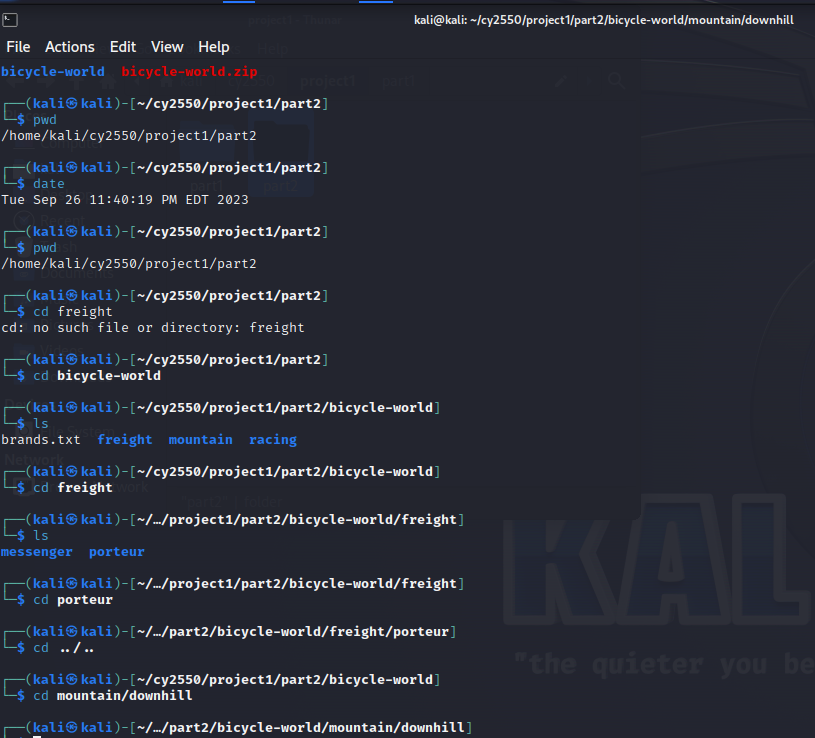 kali@kali: ~/cy2550/project1/part2/bicycle-world/mountain/downhill
File Actions Edit View Help
bicycle-world bicycle-world.zip
┌──(kali㉿kali)-[~/cy2550/project1/part2]
└─$ pwd
/home/kali/cy2550/project1/part2
┌──(kali㉿kali)-[~/cy2550/project1/part2]
└─$ date
Tue Sep 26 11:40:19 PM EDT 2023
┌──(kali㉿kali)-[~/cy2550/project1/part2]
└─$ pwd
/home/kali/cy2550/project1/part2
┌──(kali㉿kali)-[~/cy2550/project1/part2]
└─$ cd freight
cd: no such file or directory: freight
┌──(kali㉿kali)-[~/cy2550/project1/part2]
└─$ cd bicycle-world
┌──(kali㉿kali)-[~/cy2550/project1/part2/bicycle-world]
└─$ ls
brands.txt freight mountain racing
┌──(kali㉿kali)-[~/cy2550/project1/part2/bicycle-world]
└─$ cd freight
┌──(kali㉿kali)-[~/…/project1/part2/bicycle-world/freight]
└─$ ls
messenger porteur
┌──(kali㉿kali)-[~/…/project1/part2/bicycle-world/freight]
└─$ cd porteur
┌──(kali㉿kali)-[~/…/part2/bicycle-world/freight/porteur]
└─$ cd ../..
┌──(kali㉿kali)-[~/cy2550/project1/part2/bicycle-world]
└─$ cd mountain/downhill
┌──(kali㉿kali)-[~/…/part2/bicycle-world/mountain/downhill]
KAL
"the quieter you be